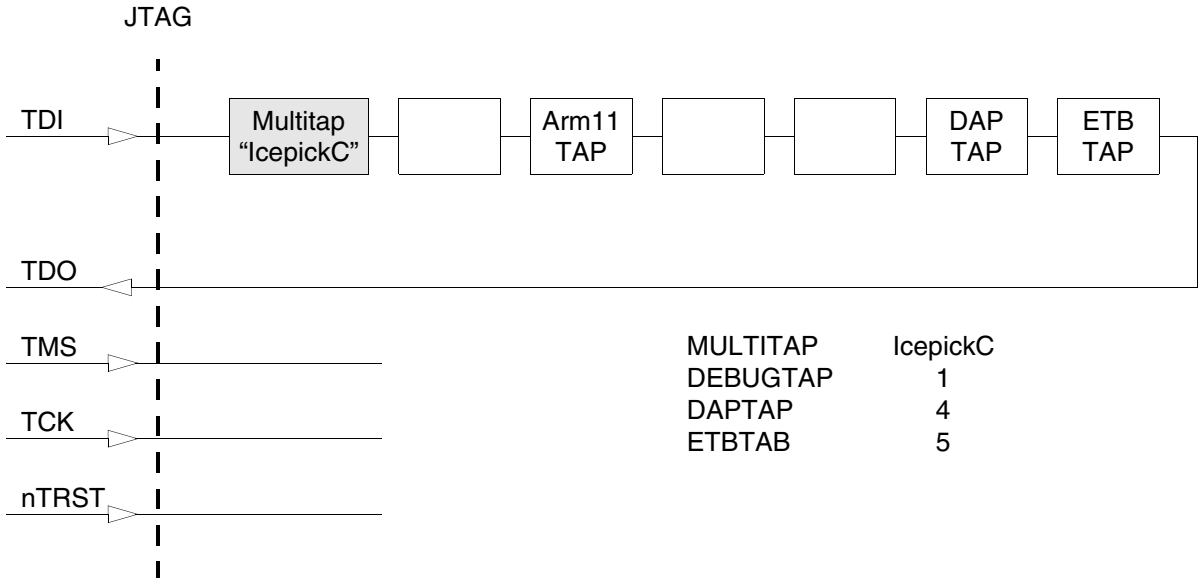 JTAG
TDI
Multitap
“IcepickC”
Arm11
TAP
DAP
TAP
ETB
TAP
TDO
TMS
TCK
nTRST
MULTITAP IcepickC
DEBUGTAP 1
DAPTAP 4
ETBTAB 5